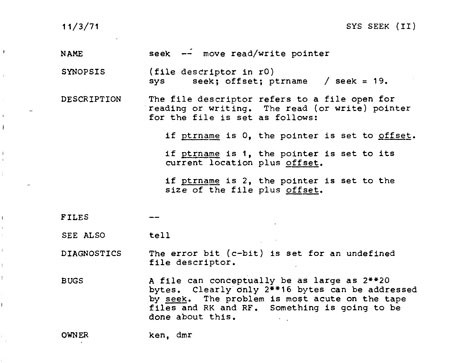 11/3/71 SYS SEEK (II)
NAME seek -- move read/write pointer
SYNOPSIS (file descriptor in r0)
sys seek; offset; ptrname / seek = 19.
DESCRIPTION The file descriptor refers to a file open for
reading or writing. The read (or write) pointer
for the file is set as follows:
if ptrname is 0, the pointer is set to offset.
if ptrname is 1, the pointer is set to its
current location plus offset.
if ptrname is 2, the pointer is set to the
size of the file plus offset.
FILES --
SEE ALSO tell
DIAGNOSTICS The error bit (c-bit) is set for an undefined
file descriptor.
BUGS A file can conceptually be as large as 2**20
bytes. Clearly only 2**16 bytes can be addressed
by seek. The problem is most acute on the tape
files and RK and RF. Something is going to be
done about this.
OWNER ken, dmr